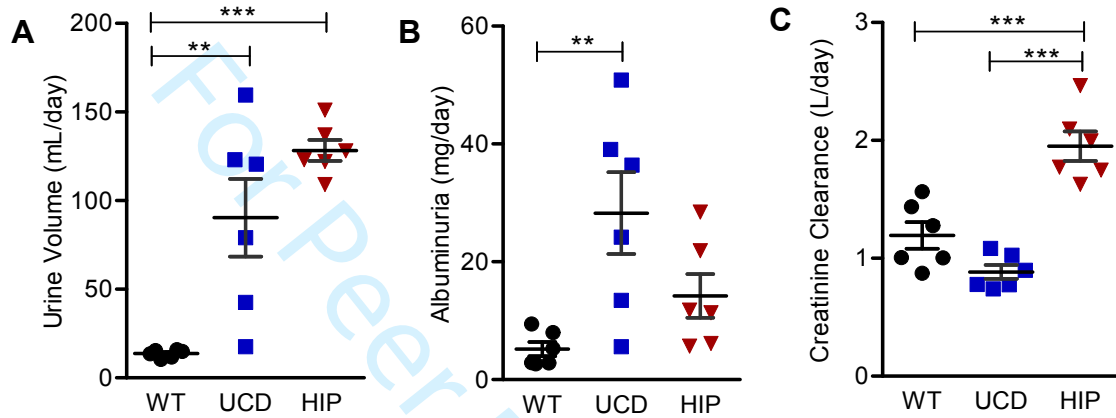 A
Urine Volume (mL/day)
200
150
100
50
0
***
**
WT UCD HIP
B
Albuminuria (mg/day)
60
40
20
0
**
WT UCD HIP
C
Creatinine Clearance (L/day)
3
2
1
0
***
***
WT UCD HIP
For Peer